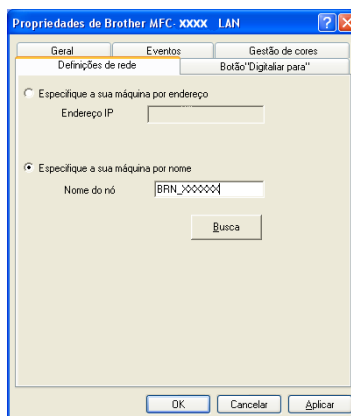 Propriedades de Brother MFC-XXXX LAN
Geral
Eventos
Gestão de cores
Definições de rede
Botão"Digitaliar para"
Especifique a sua máquina por endereço
Endereço IP
Especifique a sua máquina por nome
Nome do nó
BRN_XXXXXX
Busca
OK
Cancelar
Aplicar